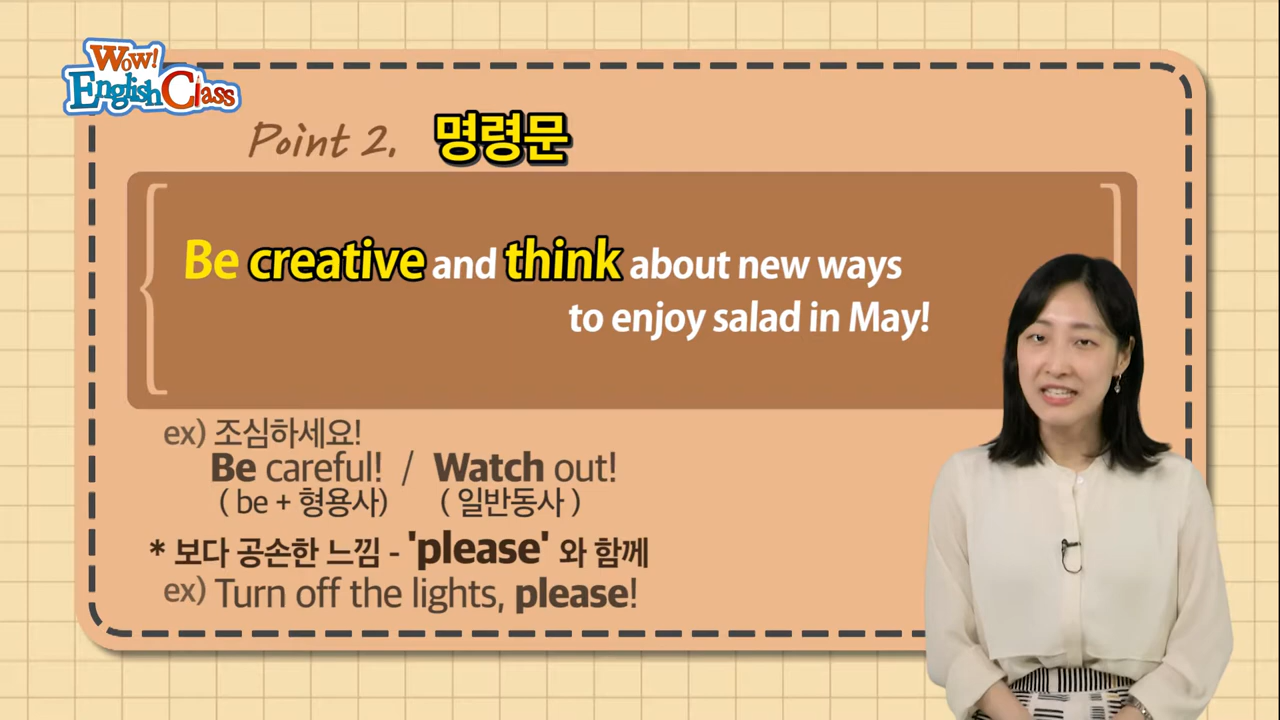 Wow!
English Class
Point 2. 명령문
Be creative and think about new ways
to enjoy salad in May!
ex) 조심하세요!
Be careful! / Watch out!
( be + 형용사) ( 일반동사 )
* 보다 공손한 느낌 - 'please' 와 함께
ex) Turn off the lights, please!